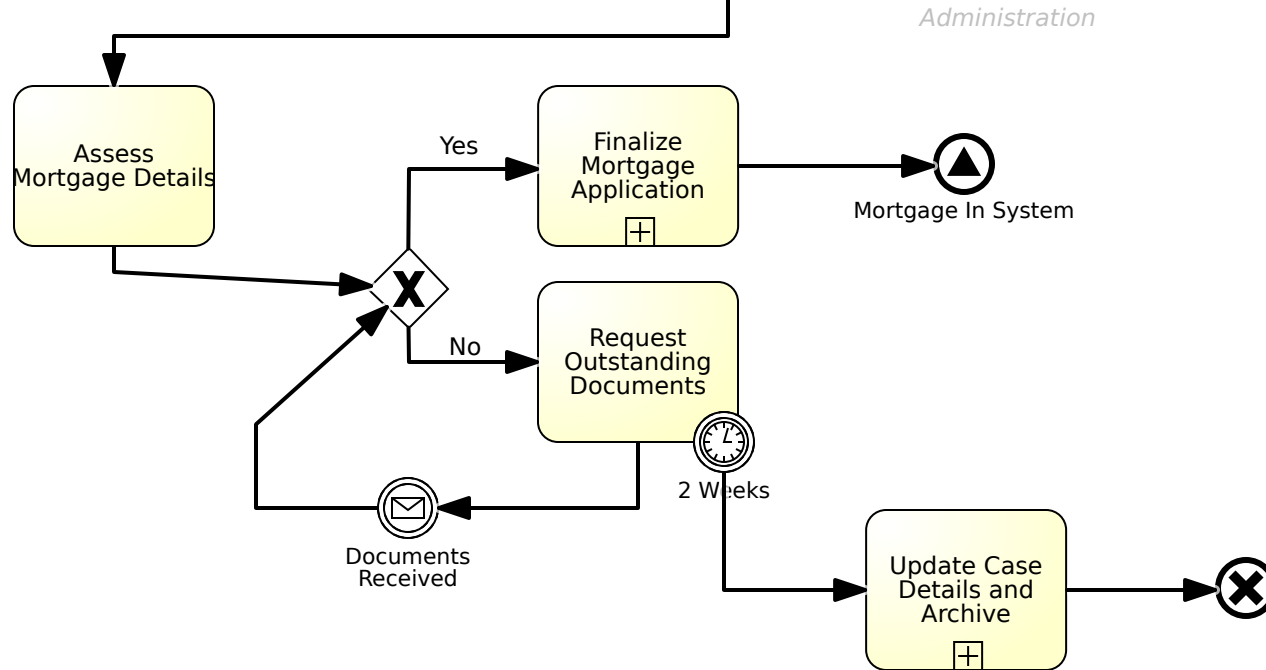 Administration
Assess
Mortgage Details
Yes
Finalize
Mortgage
Application
Mortgage In System
No
Request
Outstanding
Documents
2 Weeks
Documents
Received
Update Case
Details and
Archive